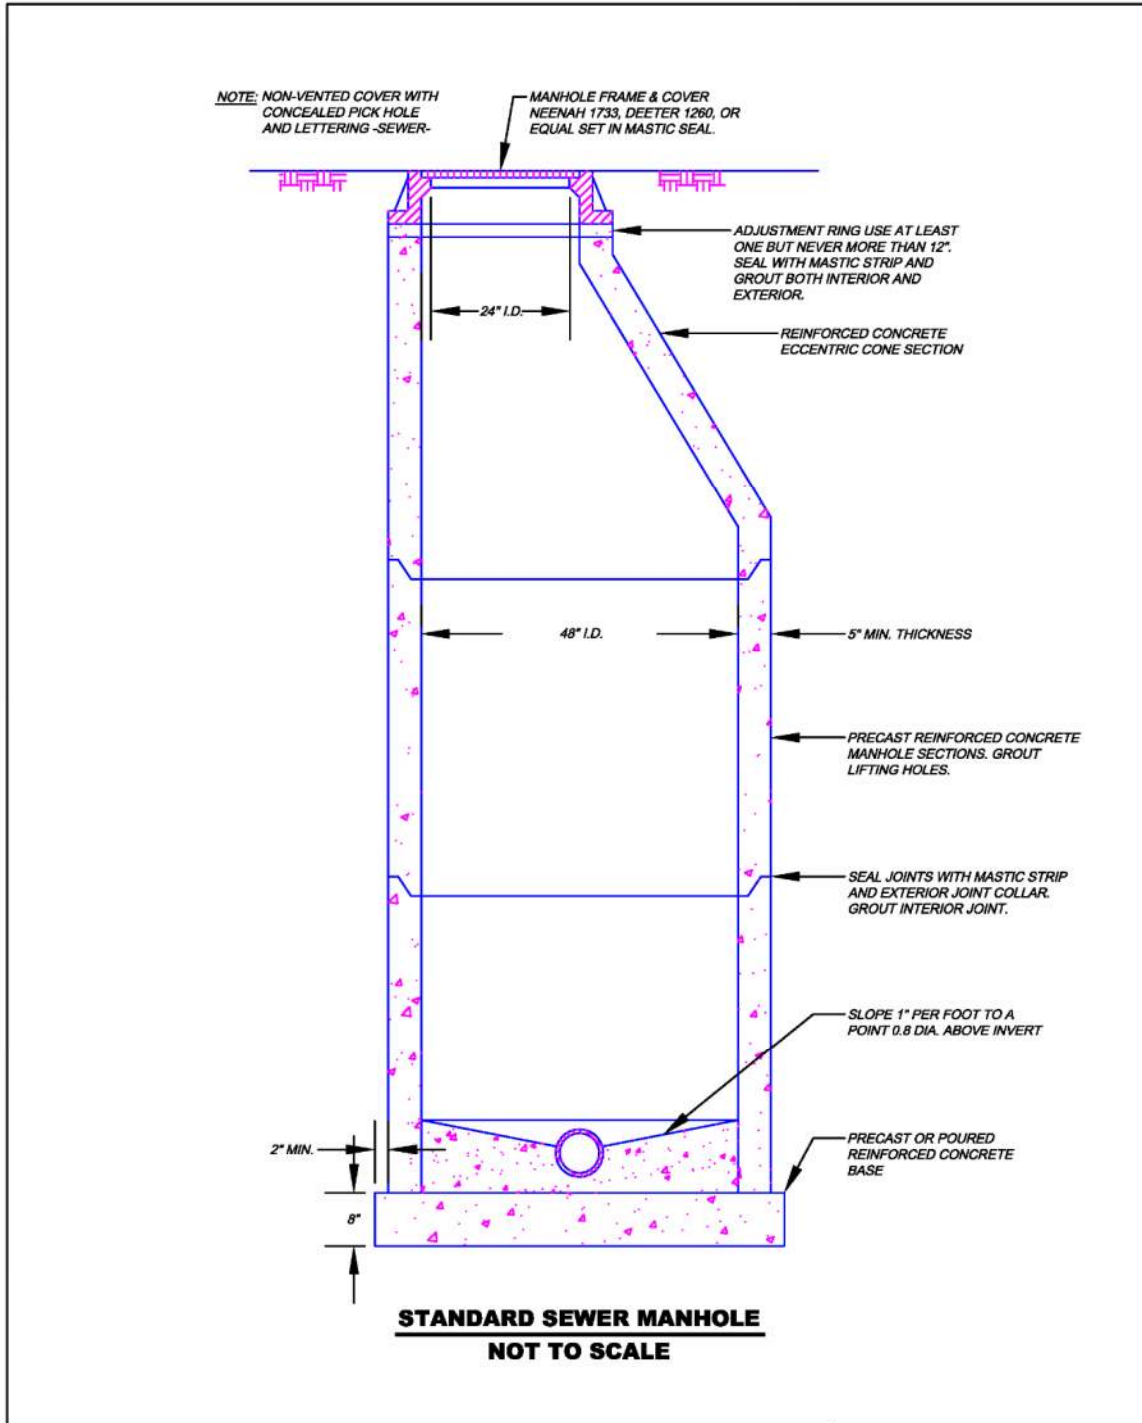 NOTE: NON-VENTED COVER WITH
CONCEALED PICK HOLE
AND LETTERING -SEWER-
MANHOLE FRAME & COVER
NEENAH 1733, DEETER 1260, OR
EQUAL SET IN MASTIC SEAL.
ADJUSTMENT RING USE AT LEAST
ONE BUT NEVER MORE THAN 12".
SEAL WITH MASTIC STRIP AND
GROUT BOTH INTERIOR AND
EXTERIOR.
24" I.D.
REINFORCED CONCRETE
ECCENTRIC CONE SECTION
48" I.D.
5" MIN. THICKNESS
PRECAST REINFORCED CONCRETE
MANHOLE SECTIONS. GROUT
LIFTING HOLES.
SEAL JOINTS WITH MASTIC STRIP
AND EXTERIOR JOINT COLLAR.
GROUT INTERIOR JOINT.
SLOPE 1" PER FOOT TO A
POINT 0.8 DIA. ABOVE INVERT
2" MIN.
PRECAST OR POURED
REINFORCED CONCRETE
BASE
8"
STANDARD SEWER MANHOLE
NOT TO SCALE